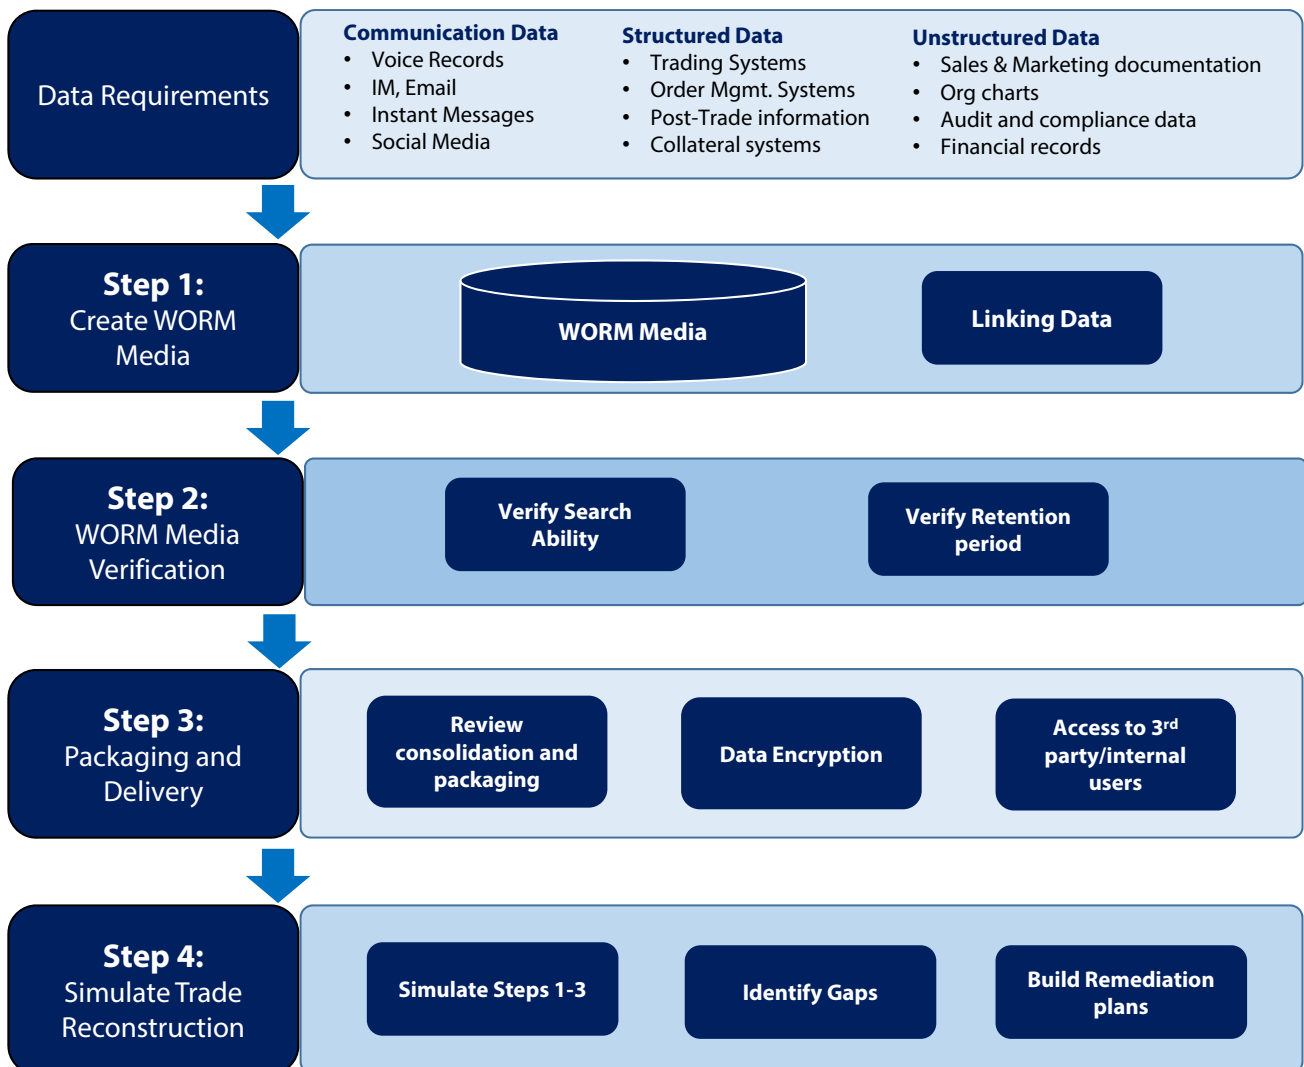 Data Requirements
Communication Data
• Voice Records
• IM, Email
• Instant Messages
• Social Media
Structured Data
• Trading Systems
• Order Mgmt. Systems
• Post-Trade information
• Collateral systems
Unstructured Data
• Sales & Marketing documentation
• Org charts
• Audit and compliance data
• Financial records
Step 1:
Create WORM
Media
WORM Media
Linking Data
Step 2:
WORM Media
Verification
Verify Search
Ability
Verify Retention
period
Step 3:
Packaging and
Delivery
Review
consolidation and
packaging
Data Encryption
Access to 3rd
party/internal
users
Step 4:
Simulate Trade
Reconstruction
Simulate Steps 1-3
Identify Gaps
Build Remediation
plans